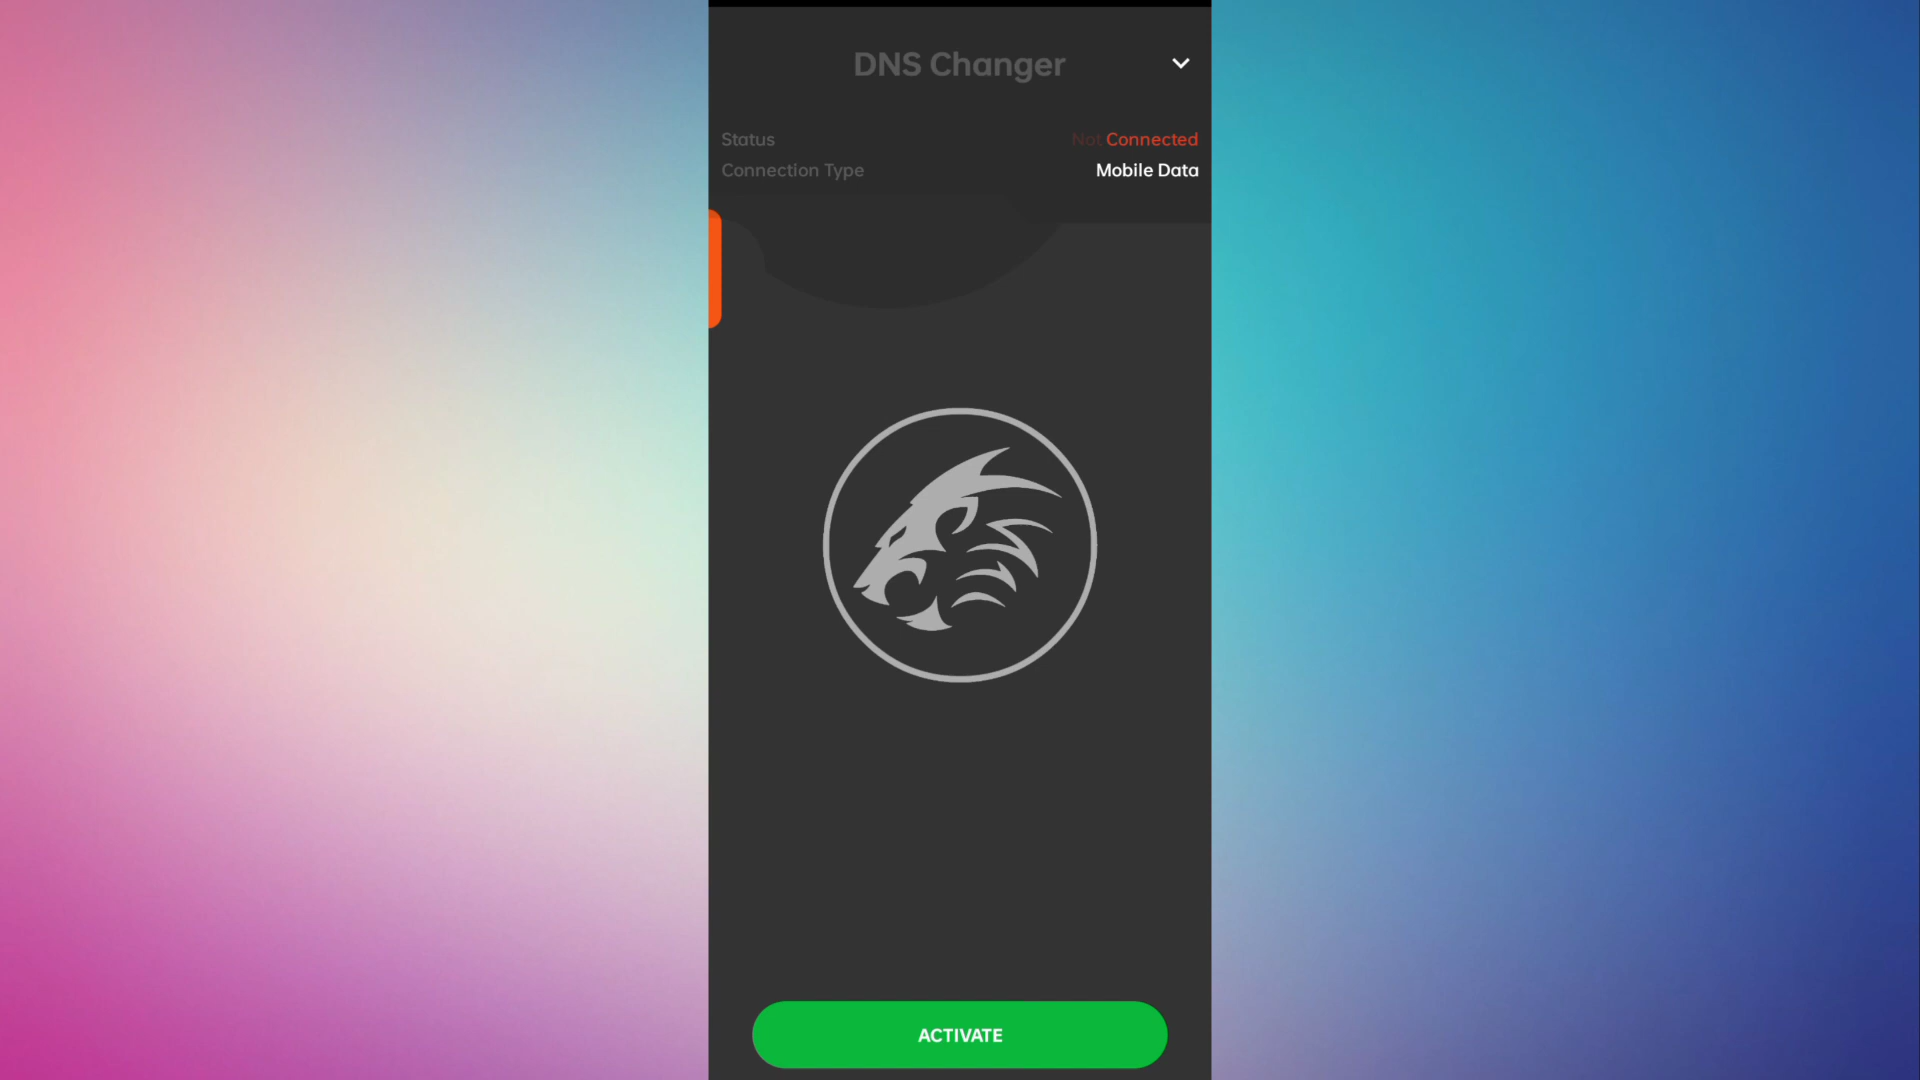 DNS Changer
Status Not Connected
Connection Type Mobile Data
ACTIVATE